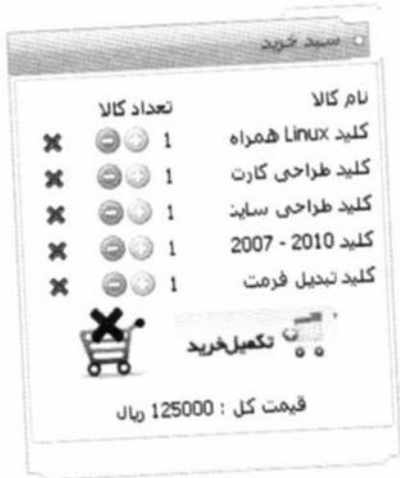 سبد خرید
نام کالا تعداد کالا
کلید Linux همراه 1
کلید طراحی کارت 1
کلید طراحی سایت 1
کلید 2010 - 2007 1
کلید تبدیل فرمت 1
تکمیل‌خرید
قیمت کل : 125000 ریال